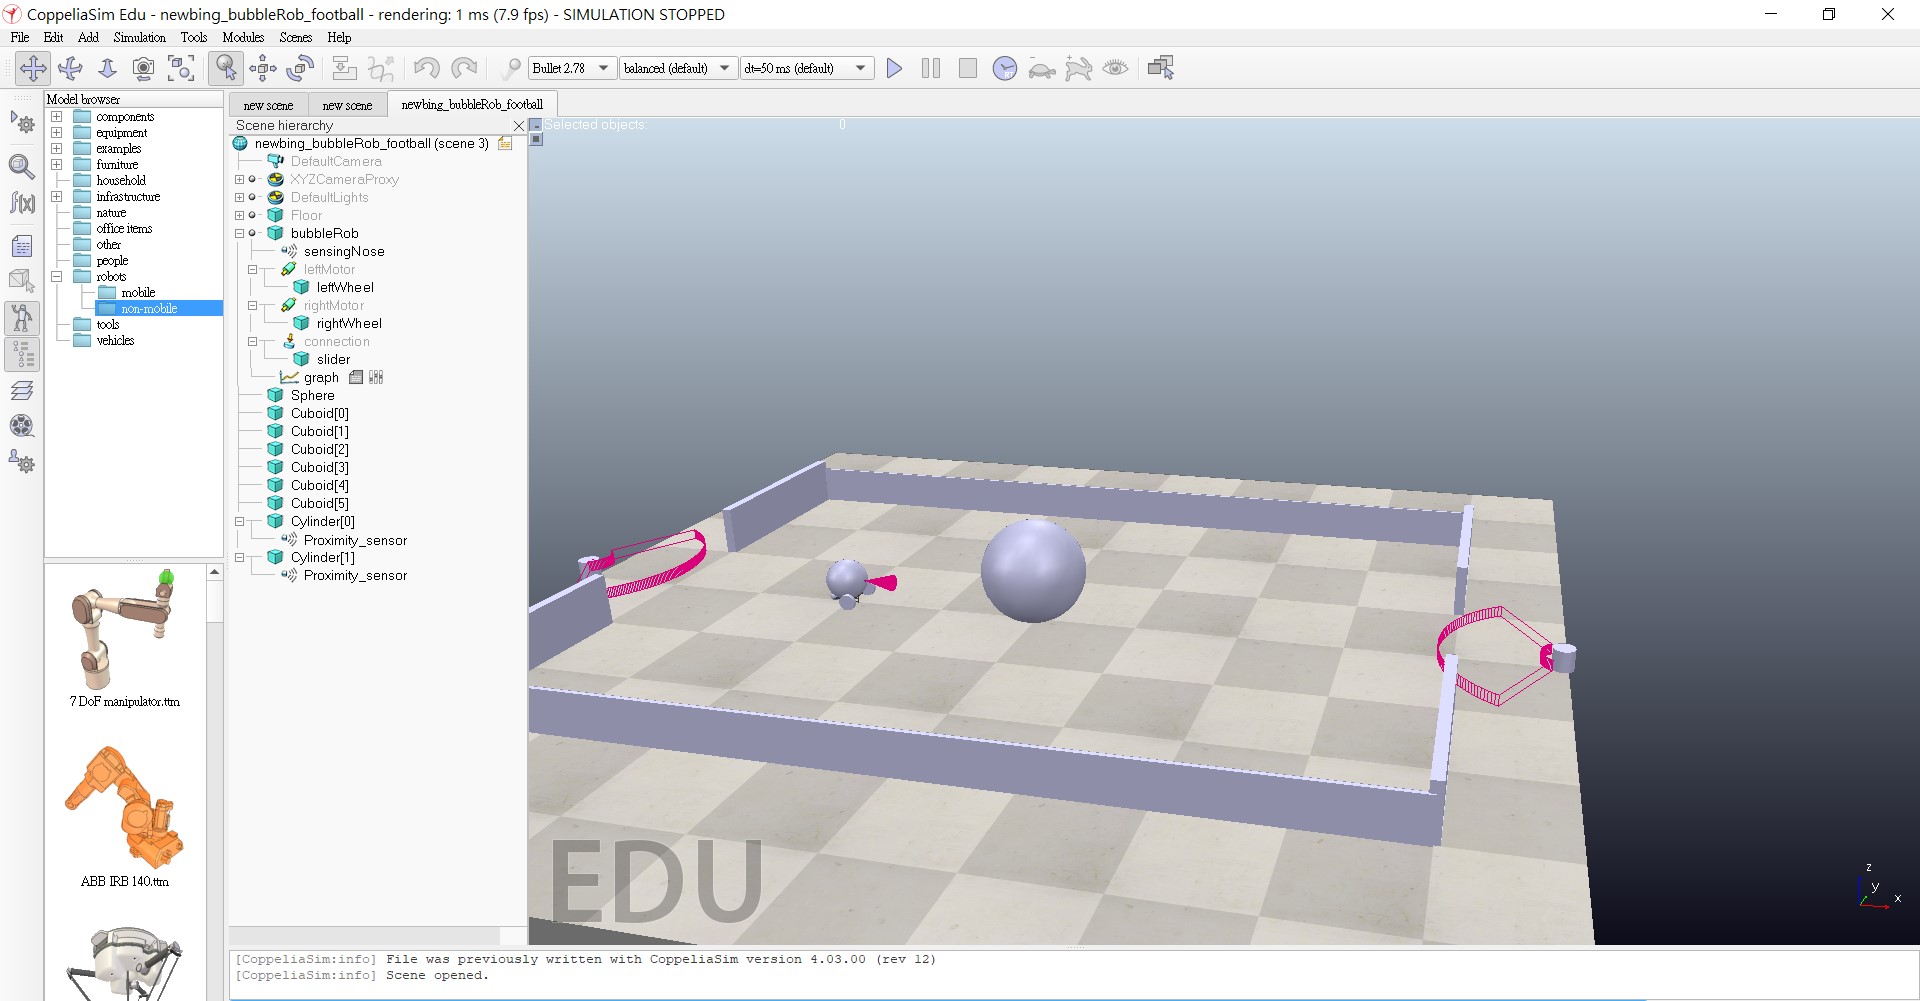 CoppeliaSim Edu - newbing_bubbleRob_football - rendering: 1 ms (7.9 fps) - SIMULATION STOPPED
File Edit Add Simulation Tools Modules Scenes Help
Bullet 2.78 balanced (default) dt=50 ms (default)
Model browser
components
equipment
examples
furniture
household
infrastructure
nature
office items
other
people
robots
mobile
non-mobile
tools
vehicles
7 DoF manipulator.ttm
ABB IRB 140.ttm
new scene new scene newbing_bubbleRob_football
Scene hierarchy
newbing_bubbleRob_football (scene 3)
DefaultCamera
XYZCameraProxy
DefaultLights
Floor
bubbleRob
sensingNose
leftMotor
leftWheel
rightMotor
rightWheel
connection
slider
graph
Sphere
Cuboid[0]
Cuboid[1]
Cuboid[2]
Cuboid[3]
Cuboid[4]
Cuboid[5]
Cylinder[0]
Proximity_sensor
Cylinder[1]
Proximity_sensor
Selected objects: 0
EDU
z
y
x
[CoppeliaSim:info] File was previously written with CoppeliaSim version 4.03.00 (rev 12)
[CoppeliaSim:info] Scene opened.